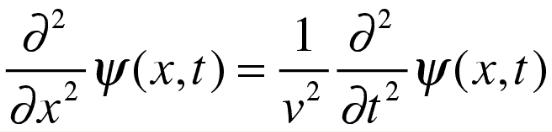 ∂²/∂x² ψ(x,t) = 1/v² ∂²/∂t² ψ(x,t)